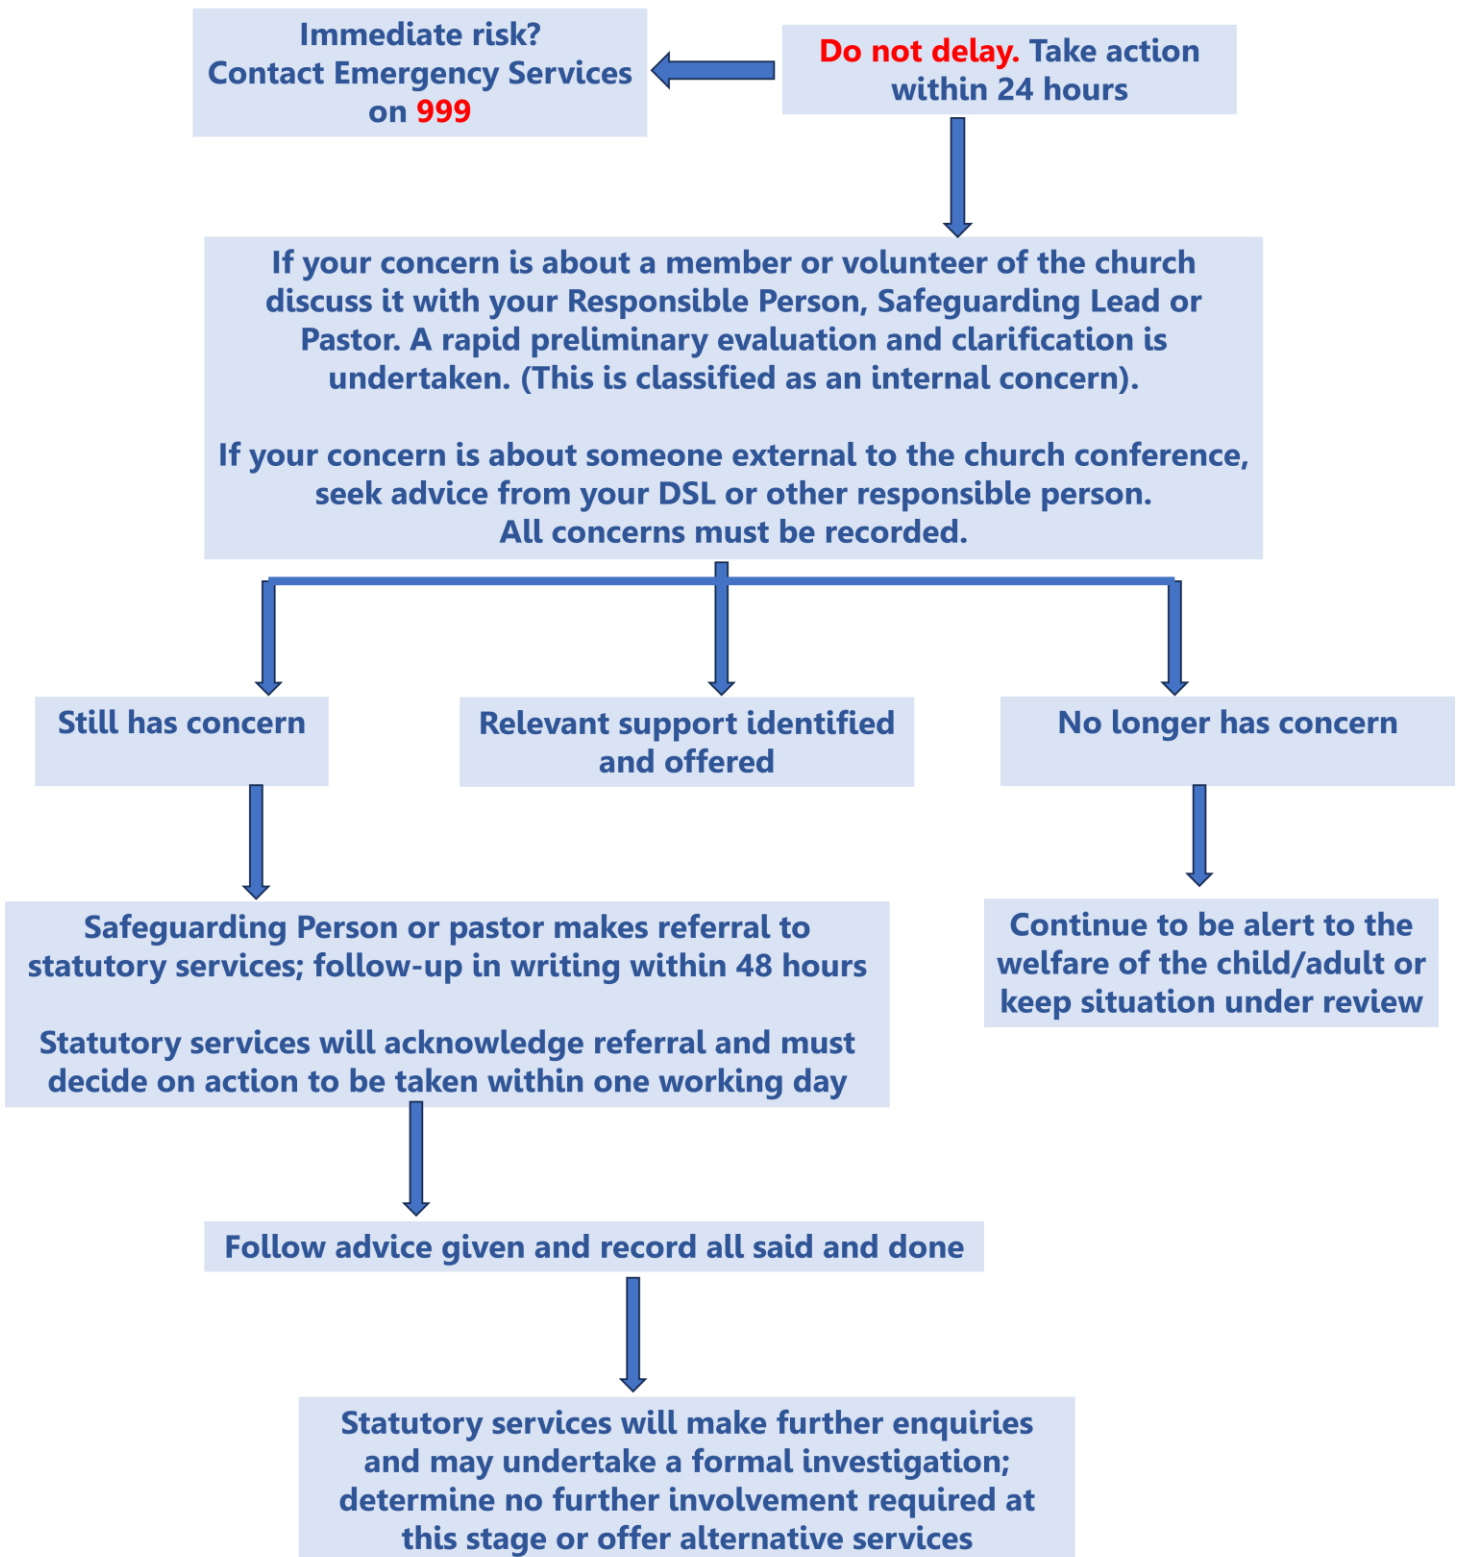 Immediate risk?
Contact Emergency Services
on 999
Do not delay. Take action
within 24 hours
If your concern is about a member or volunteer of the church
discuss it with your Responsible Person, Safeguarding Lead or
Pastor. A rapid preliminary evaluation and clarification is
undertaken. (This is classified as an internal concern).
If your concern is about someone external to the church conference,
seek advice from your DSL or other responsible person.
All concerns must be recorded.
Still has concern
Relevant support identified
and offered
No longer has concern
Safeguarding Person or pastor makes referral to
statutory services; follow-up in writing within 48 hours
Statutory services will acknowledge referral and must
decide on action to be taken within one working day
Continue to be alert to the
welfare of the child/adult or
keep situation under review
Follow advice given and record all said and done
Statutory services will make further enquiries
and may undertake a formal investigation;
determine no further involvement required at
this stage or offer alternative services